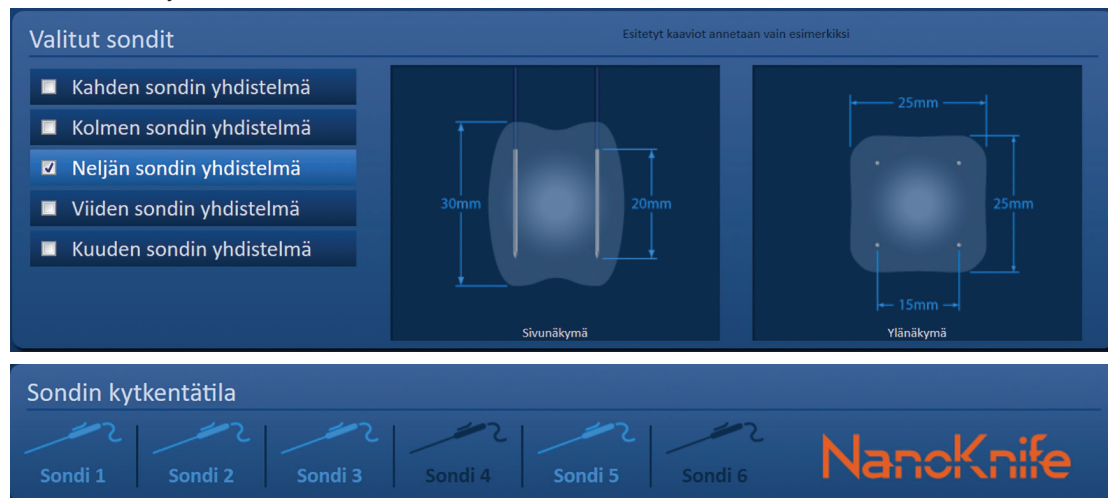 Valitut sondit
Esitetyt kaaviot annetaan vain esimerkiksi
Kahden sondin yhdistelmä
Kolmen sondin yhdistelmä
Neljän sondin yhdistelmä
Viiden sondin yhdistelmä
Kuuden sondin yhdistelmä
30mm
20mm
Sivunäkymä
25mm
25mm
15mm
Ylänäkymä
Sondin kytkentätila
Sondi 1
Sondi 2
Sondi 3
Sondi 4
Sondi 5
Sondi 6
NanoKnife